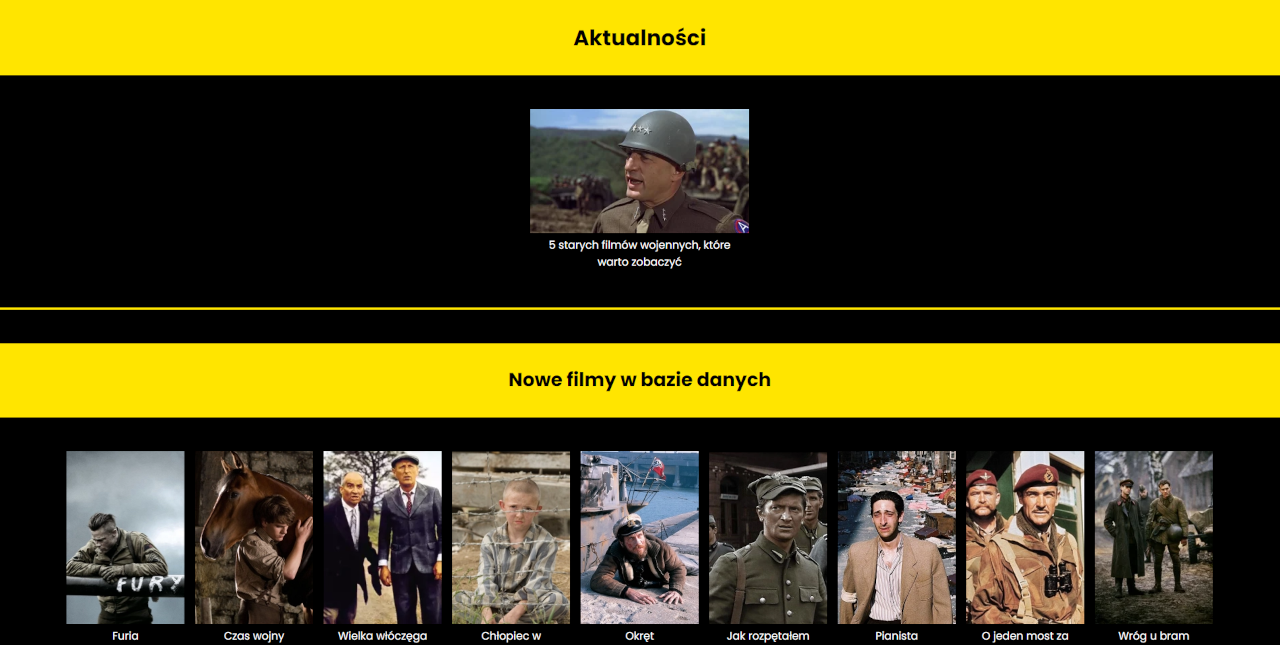 Aktualności
5 starych filmów wojennych, które
warto zobaczyć
Nowe filmy w bazie danych
FURY
Furia
Czas wojny
Wielka włóczęga
Chłopiec w
Okręt
Jak rozpętałem
Pianista
O jeden most za
Wróg u bram